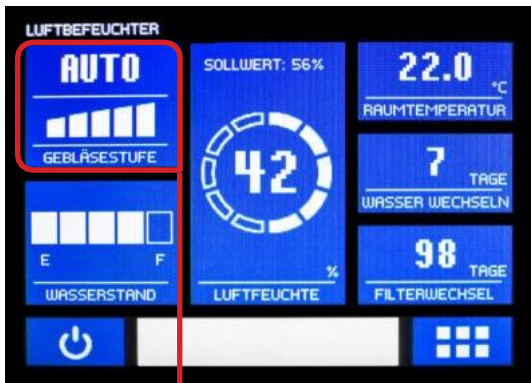 LUFTBEFEUCHTER
AUTO
GEBLÄSESTUFE
E F
WASSERSTAND
SOLLWERT: 56%
42
%
LUFTFEUCHTE
22.0 °C
RAUMTEMPERATUR
7 TAGE
WASSER WECHSELN
98 TAGE
FILTERWECHSEL